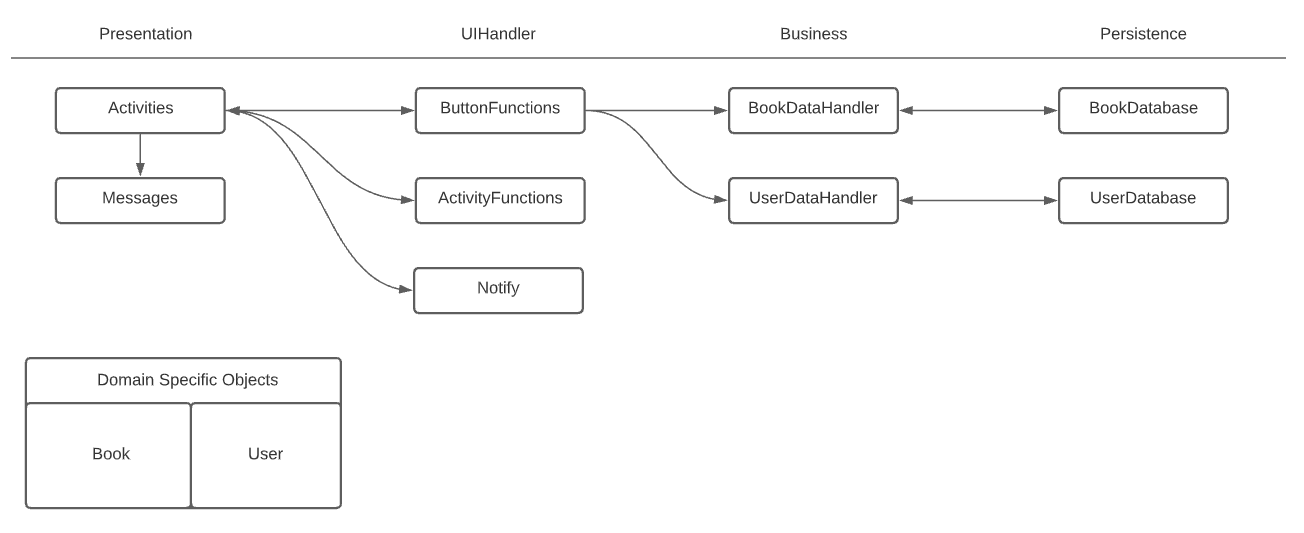 Presentation
UIHandler
Business
Persistence
Activities
ButtonFunctions
BookDataHandler
BookDatabase
Messages
ActivityFunctions
UserDataHandler
UserDatabase
Notify
Domain Specific Objects
Book
User